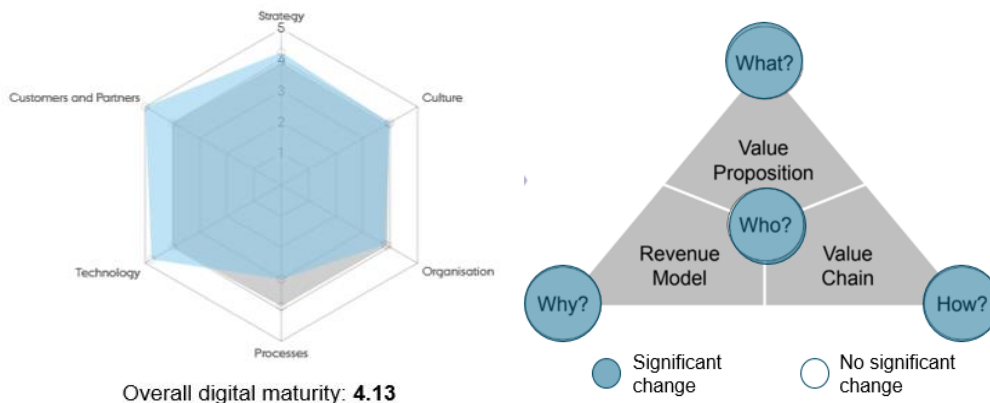 Strategy
5
4
3
2
1
Customers and Partners
Culture
Technology
Organisation
Processes
Overall digital maturity: 4.13
What?
Value
Proposition
Who?
Revenue
Model
Value
Chain
Why?
How?
Significant
change
No significant
change